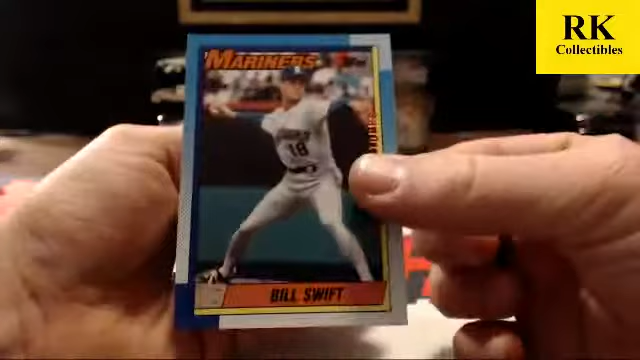 RK
Collectibles
MARINERS
18
BILL SWIFT